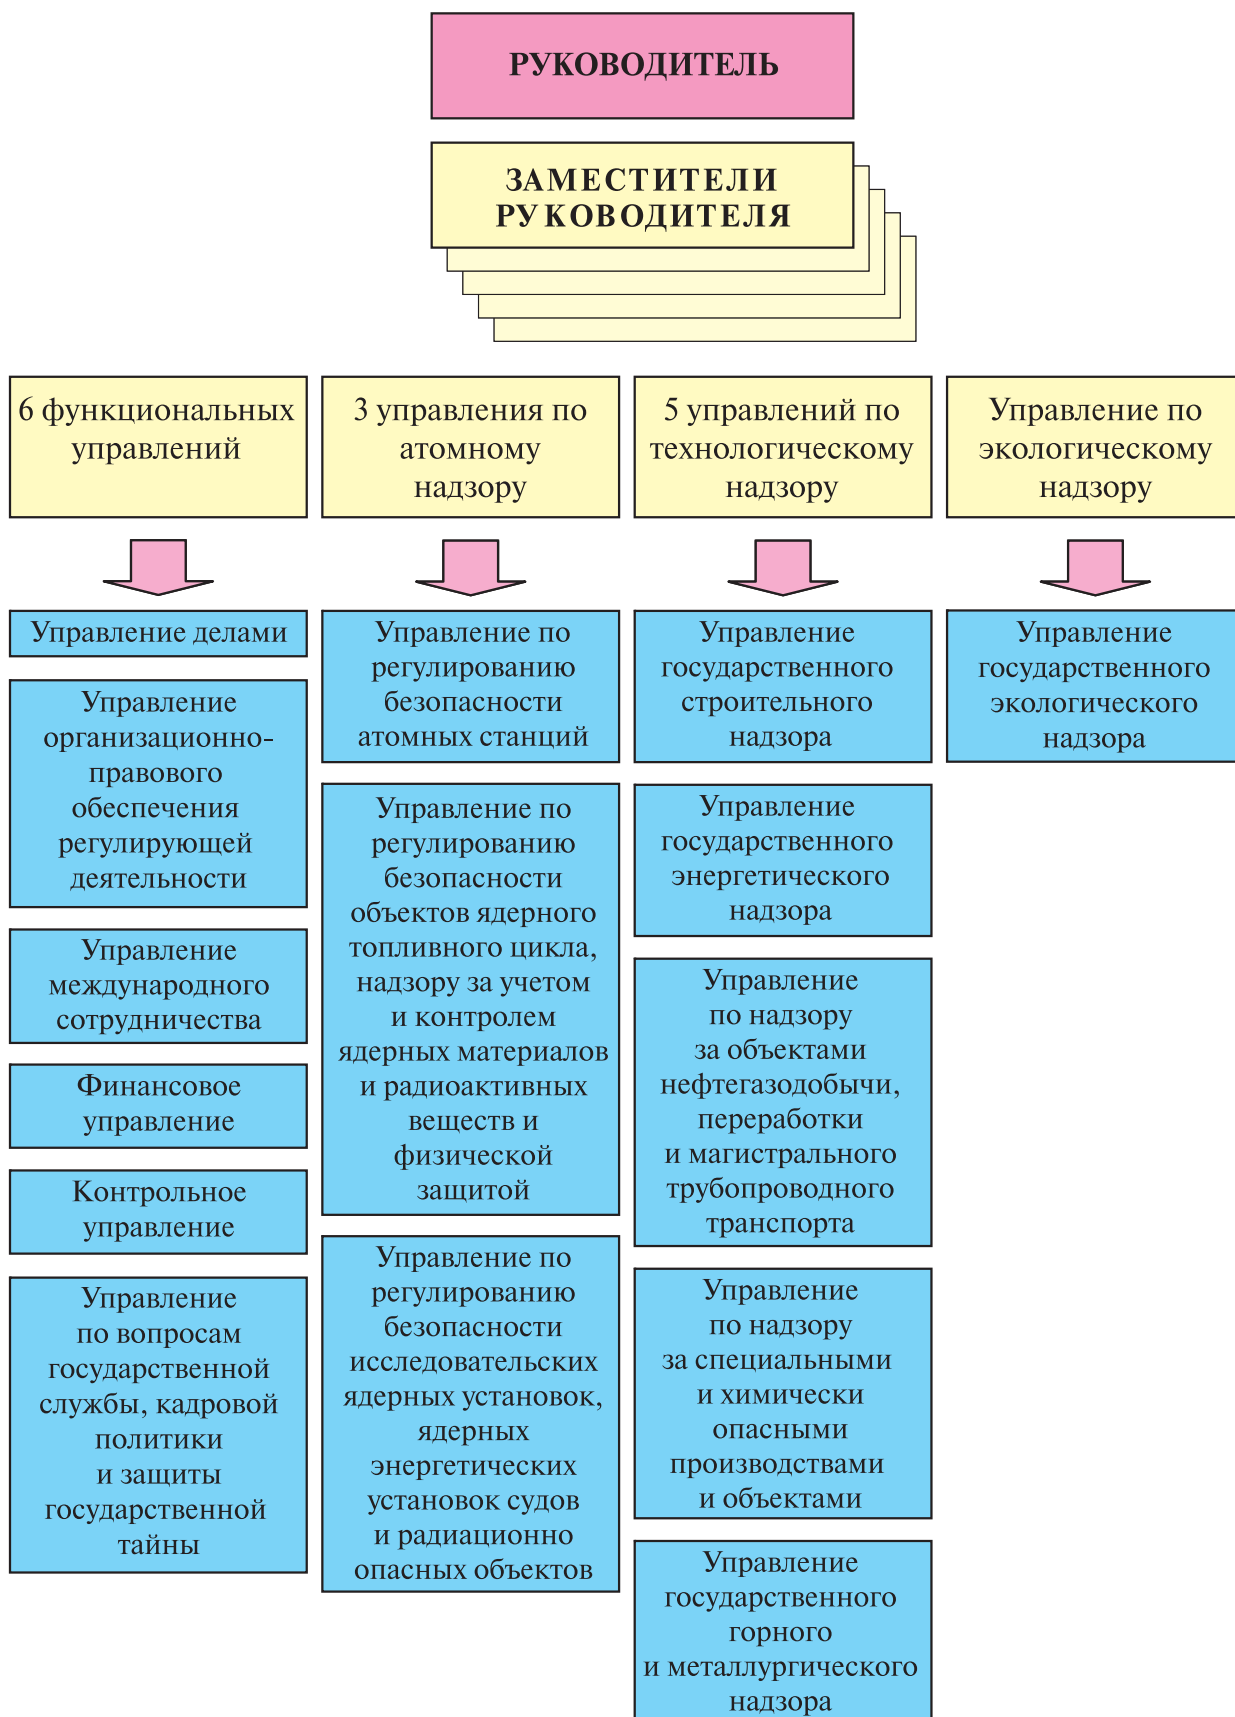 РУКОВОДИТЕЛЬ
ЗАМЕСТИТЕЛИ
РУКОВОДИТЕЛЯ
6 функциональных
управлений
3 управления по
атомному
надзору
5 управлений по
технологическому
надзору
Управление по
экологическому
надзору
Управление делами
Управление
организационно-
правового
обеспечения
регулирующей
деятельности
Управление
международного
сотрудничества
Финансовое
управление
Контрольное
управление
Управление
по вопросам
государственной
службы, кадровой
политики
и защиты
государственной
тайны
Управление по
регулированию
безопасности
атомных станций
Управление по
регулированию
безопасности
объектов ядерного
топливного цикла,
надзору за учетом
и контролем
ядерных материалов
и радиоактивных
веществ и
физической
защитой
Управление по
регулированию
безопасности
исследовательских
ядерных установок,
ядерных
энергетических
установок судов
и радиационно
опасных объектов
Управление
государственного
строительного
надзора
Управление
государственного
энергетического
надзора
Управление
по надзору
за объектами
нефтегазодобычи,
переработки
и магистрального
трубопроводного
транспорта
Управление
по надзору
за специальными
и химически
опасными
производствами
и объектами
Управление
государственного
горного
и металлургического
надзора
Управление
государственного
экологического
надзора